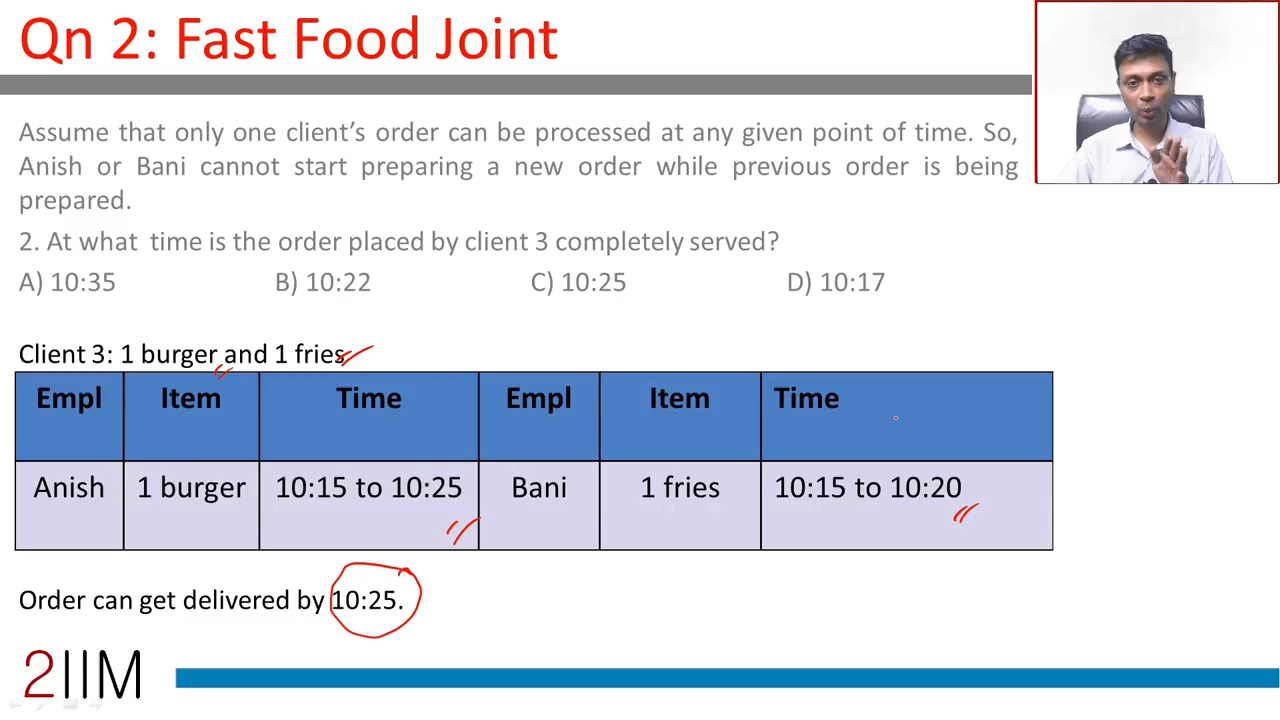 Qn 2: Fast Food Joint
Assume that only one client’s order can be processed at any given point of time. So,
Anish or Bani cannot start preparing a new order while previous order is being
prepared.
2. At what time is the order placed by client 3 completely served?
A) 10:35 B) 10:22 C) 10:25 D) 10:17
Client 3: 1 burger and 1 fries
Empl Item Time Empl Item Time
Anish 1 burger 10:15 to 10:25 Bani 1 fries 10:15 to 10:20
Order can get delivered by 10:25.
2IIM